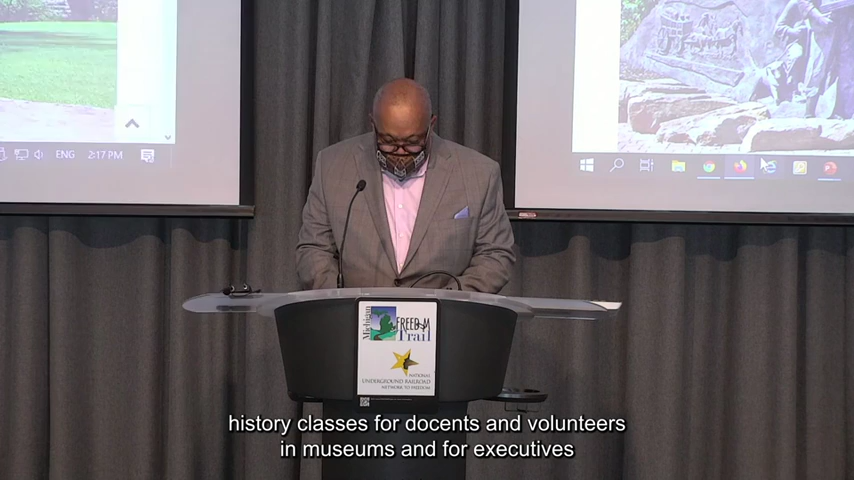 ENG 2:17 PM
Michigan
FREEDOM
Trail
NATIONAL
UNDERGROUND RAILROAD
NETWORK TO FREEDOM
history classes for docents and volunteers
in museums and for executives